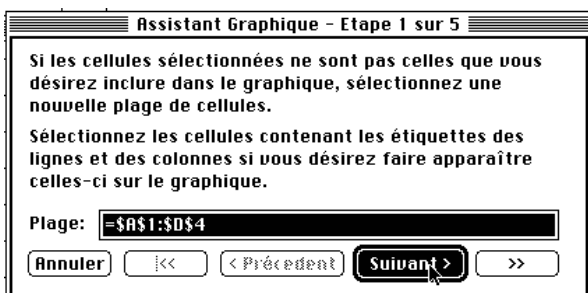 Assistant Graphique - Etape 1 sur 5
Si les cellules sélectionnées ne sont pas celles que vous
désirez inclure dans le graphique, sélectionnez une
nouvelle plage de cellules.
Sélectionnez les cellules contenant les étiquettes des
lignes et des colonnes si vous désirez faire apparaître
celles-ci sur le graphique.
Plage: =$A$1:$D$4
Annuler |<< < Précedent Suivant > >>